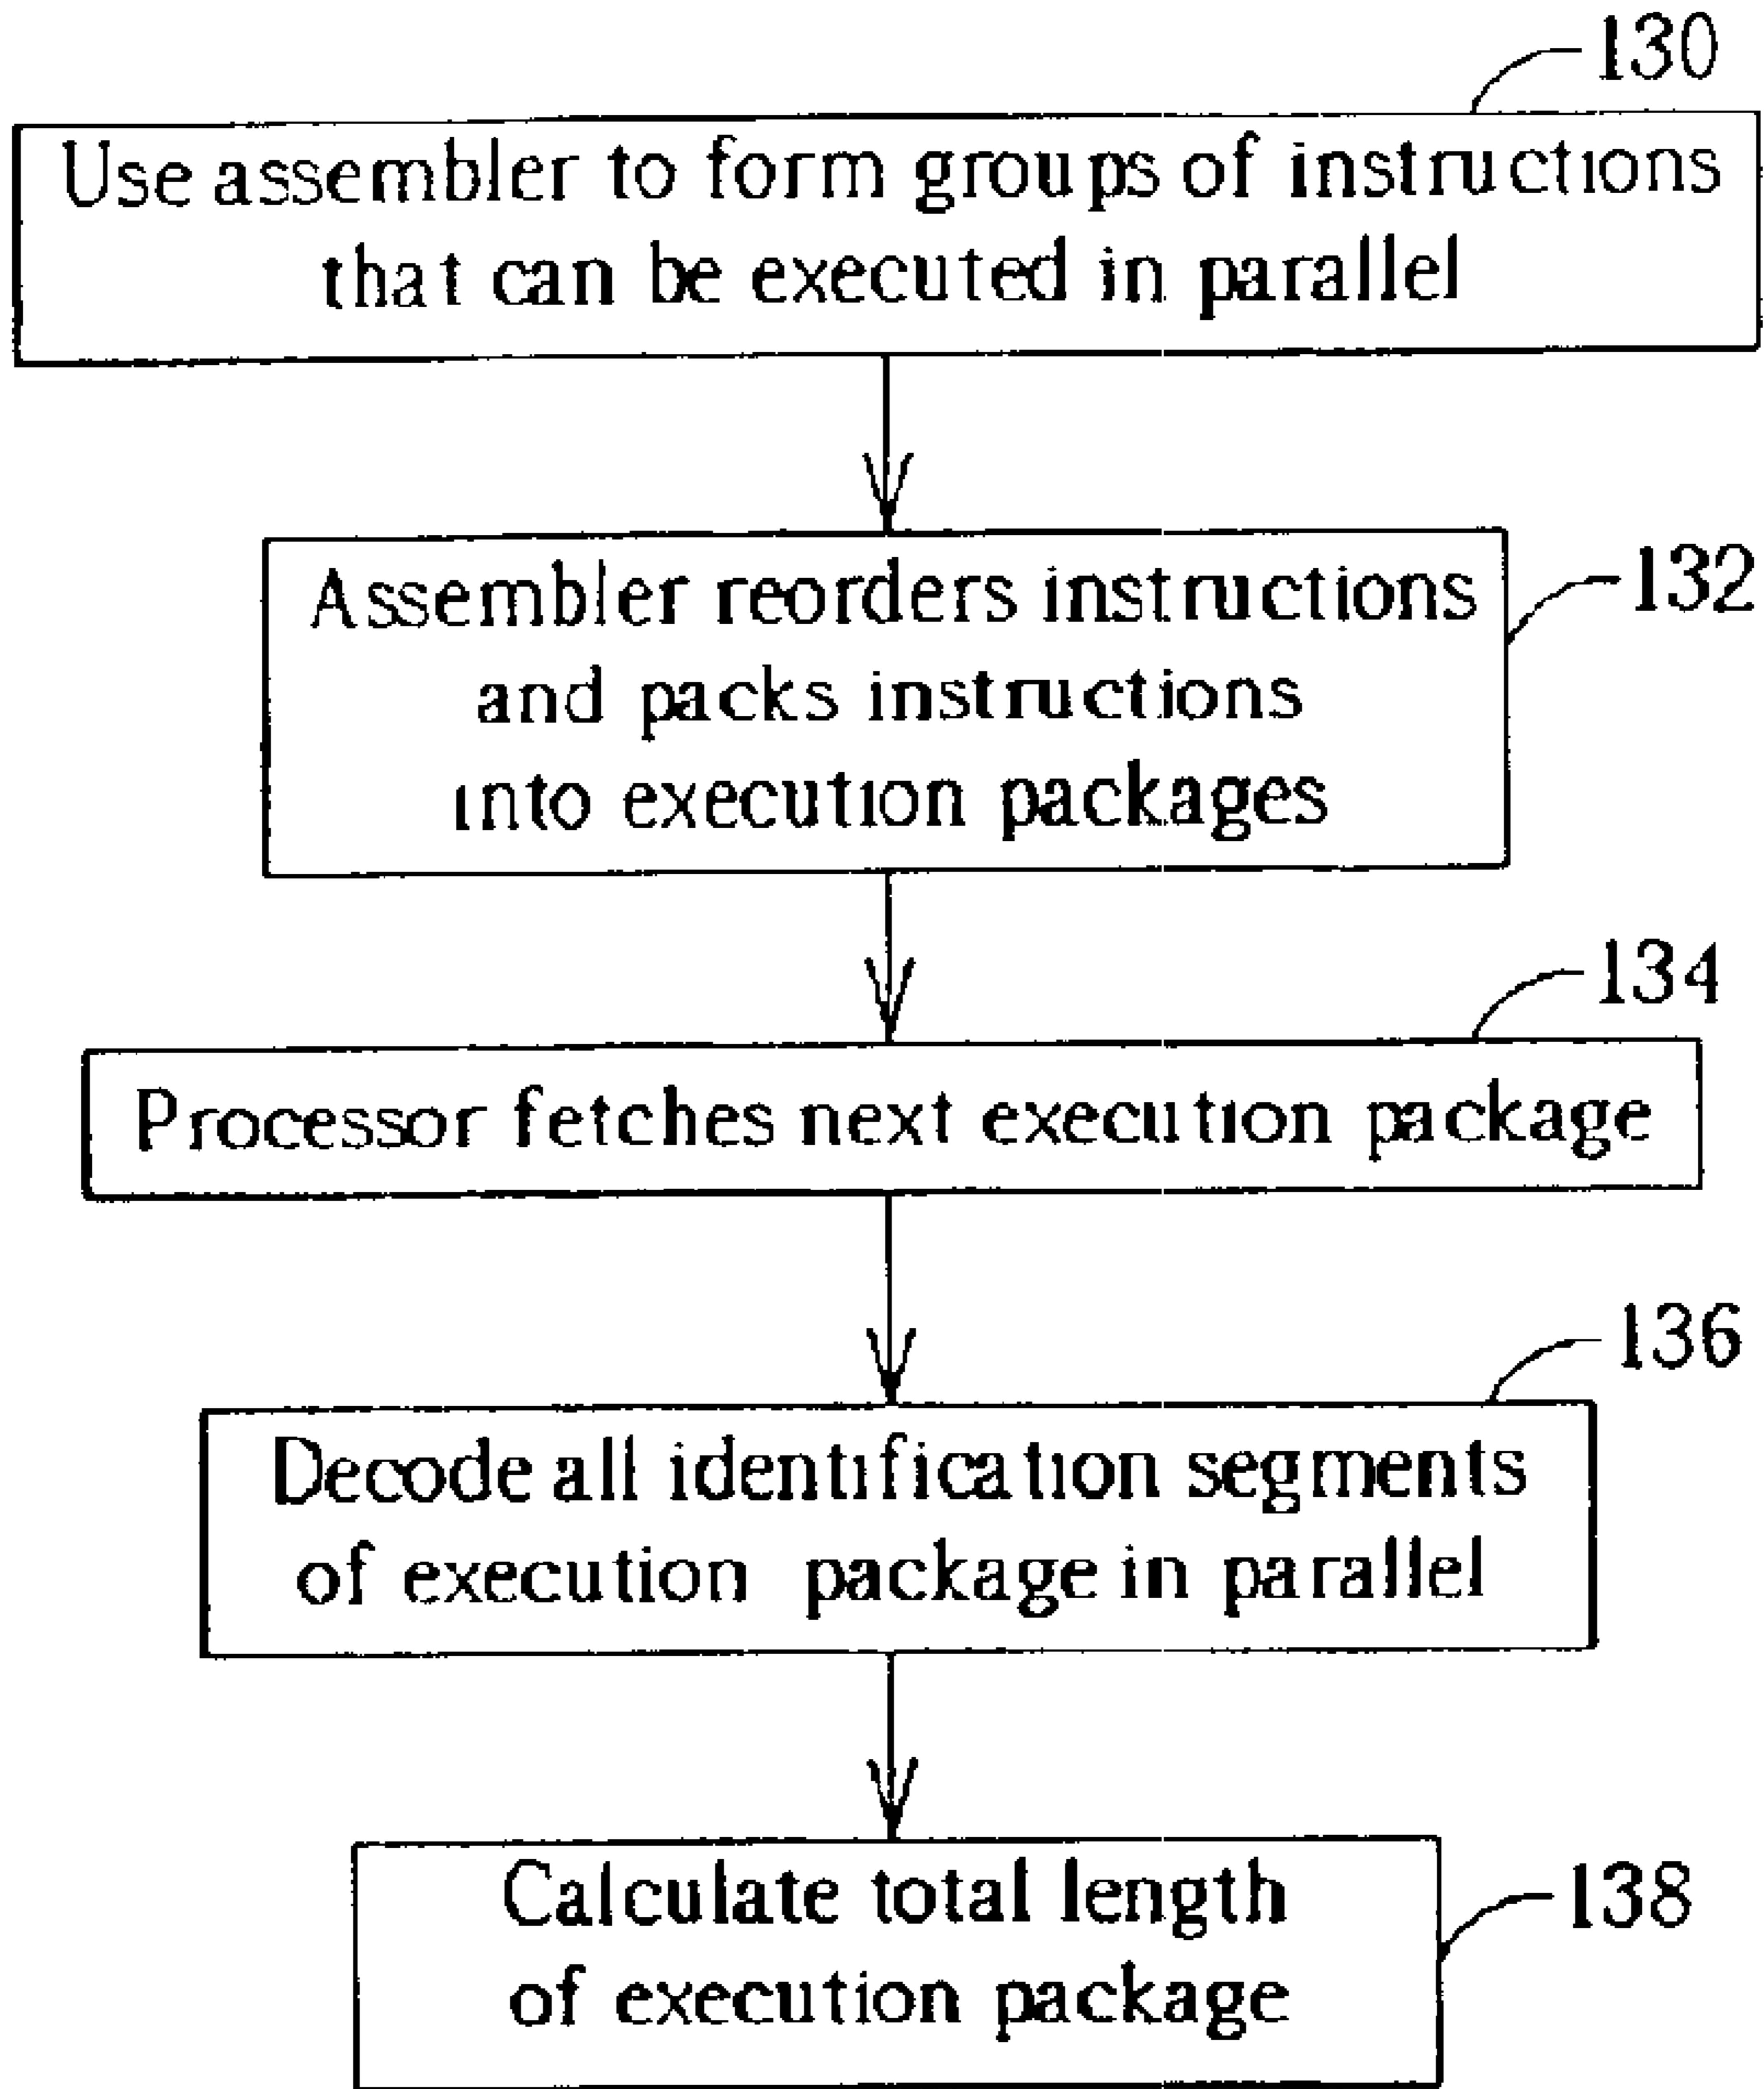 130
Use assembler to form groups of instructions
that can be executed in parallel
Assembler reorders instructions
and packs instructions
into execution packages
132
134
Processor fetches next execution package
136
Decode all identification segments
of execution package in parallel
Calculate total length
of execution package
138